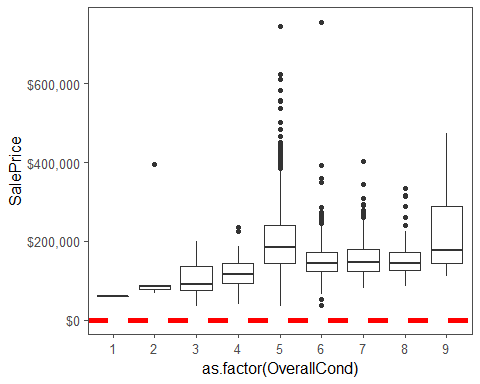 SalePrice
$600,000
$400,000
$200,000
$0
1 2 3 4 5 6 7 8 9
as.factor(OverallCond)